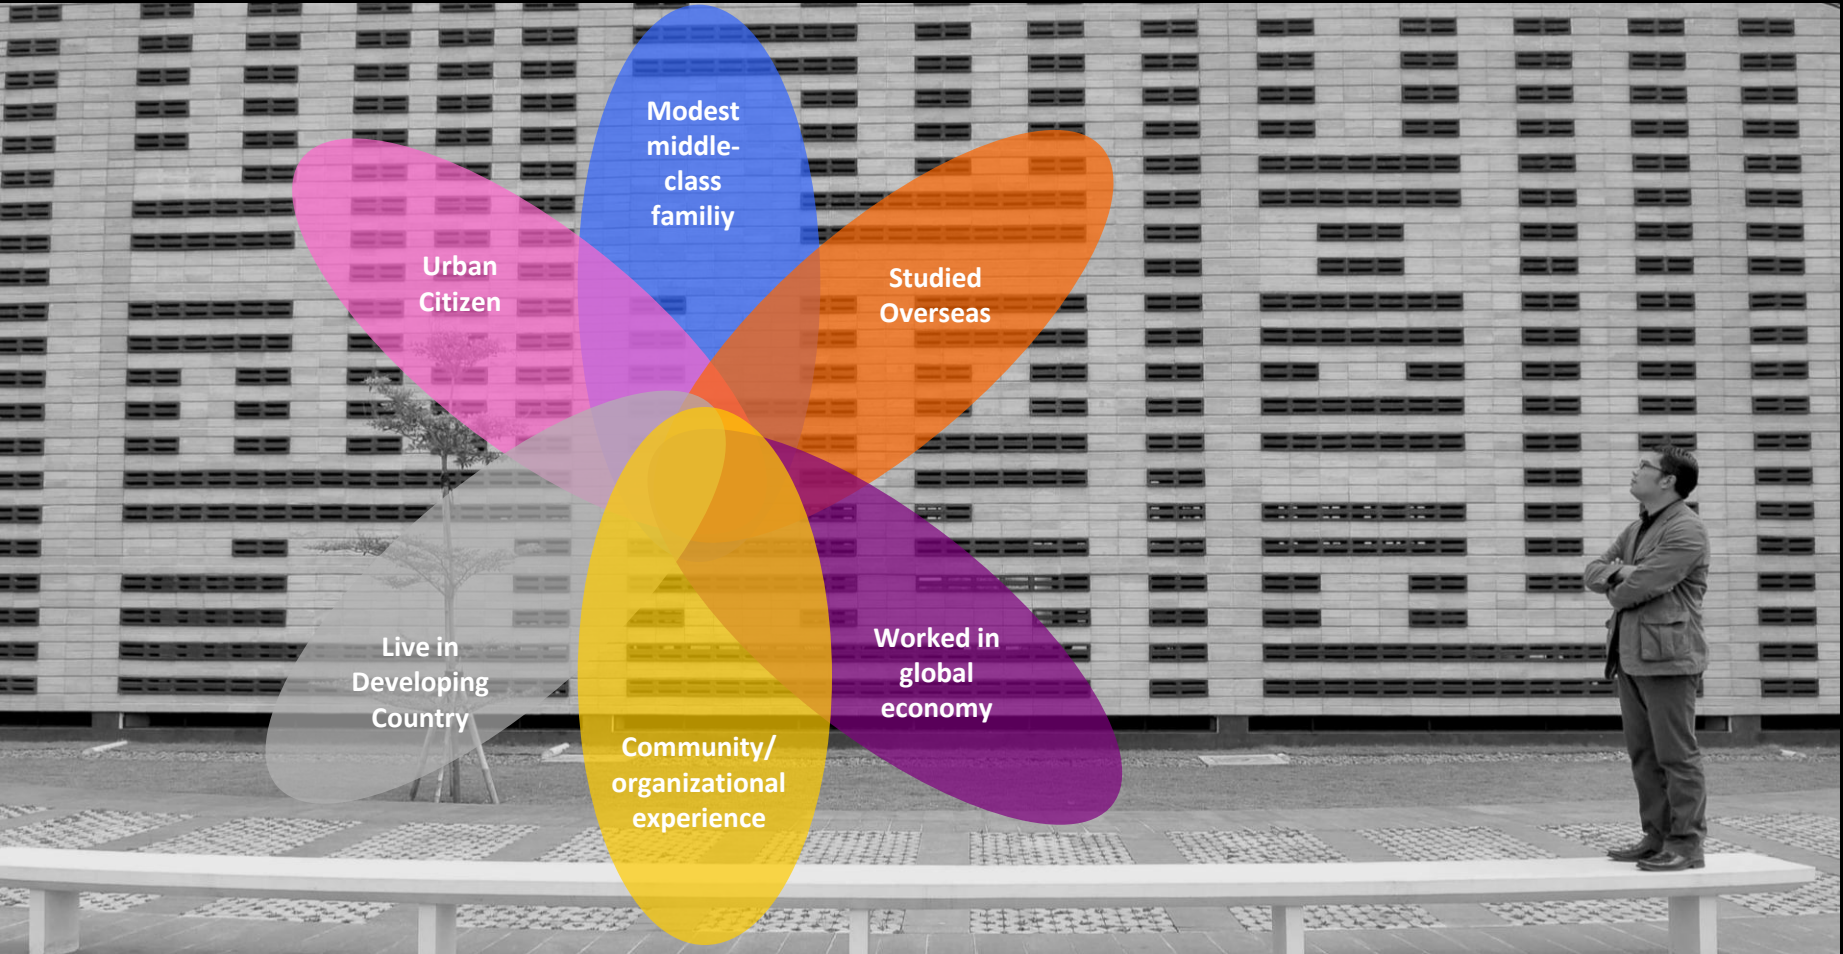 Modest
middle-
class
familiy
Urban
Citizen
Studied
Overseas
Live in
Developing
Country
Worked in
global
economy
Community/
organizational
experience